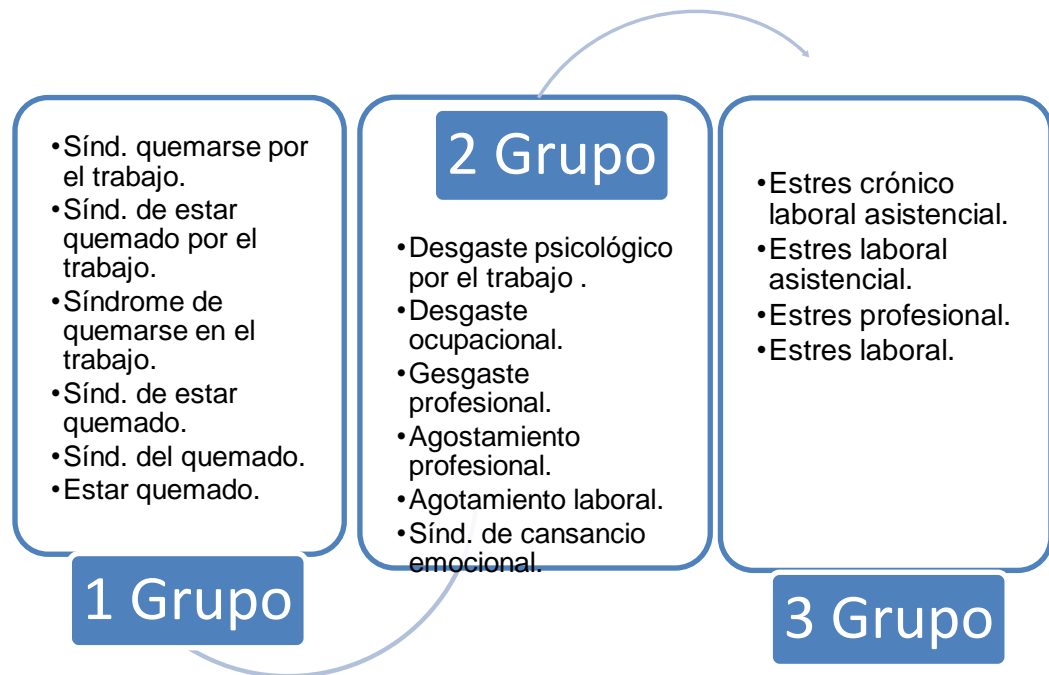 •Sínd. quemarse por
el trabajo.
•Sínd. de estar
quemado por el
trabajo.
•Síndrome de
quemarse en el
trabajo.
•Sínd. de estar
quemado.
•Sínd. del quemado.
•Estar quemado.
1 Grupo
2 Grupo
•Desgaste psicológico
por el trabajo .
•Desgaste
ocupacional.
•Gesgaste
profesional.
•Agostamiento
profesional.
•Agotamiento laboral.
•Sínd. de cansancio
emocional.
•Estres crónico
laboral asistencial.
•Estres laboral
asistencial.
•Estres profesional.
•Estres laboral.
3 Grupo